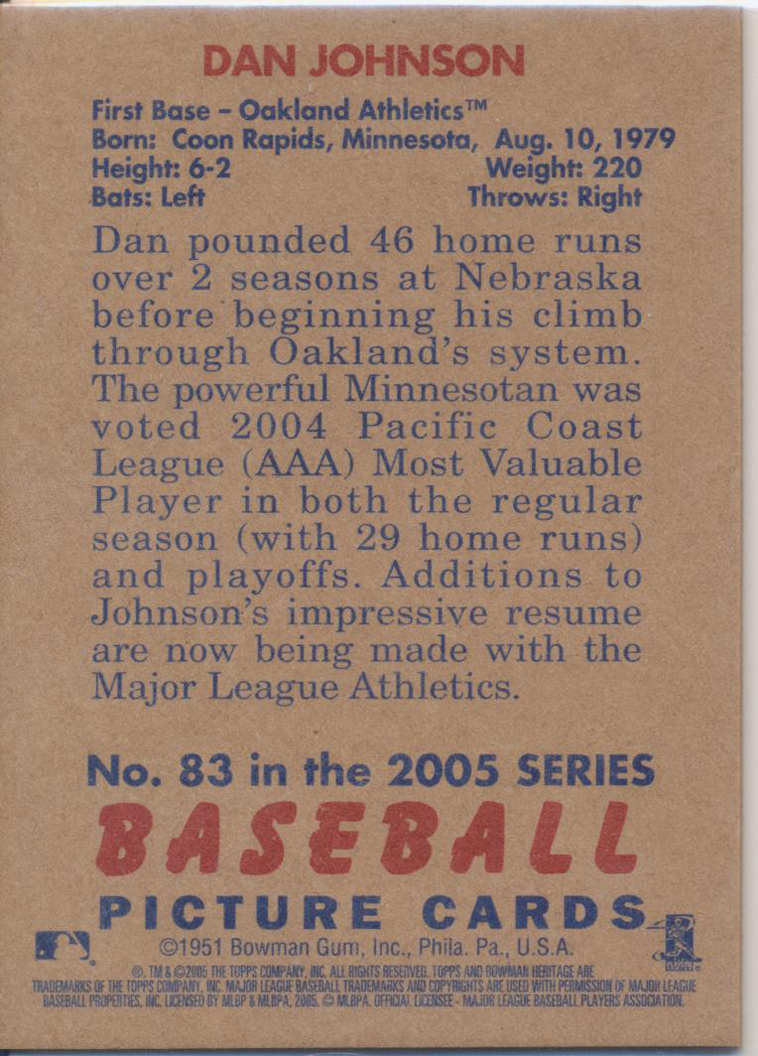 DAN JOHNSON
First Base – Oakland Athletics™
Born: Coon Rapids, Minnesota, Aug. 10, 1979
Height: 6-2 Weight: 220
Bats: Left Throws: Right
Dan pounded 46 home runs
over 2 seasons at Nebraska
before beginning his climb
through Oakland's system.
The powerful Minnesotan was
voted 2004 Pacific Coast
League (AAA) Most Valuable
Player in both the regular
season (with 29 home runs)
and playoffs. Additions to
Johnson's impressive resume
are now being made with the
Major League Athletics.
No. 83 in the 2005 SERIES
BASEBALL
PICTURE CARDS
©1951 Bowman Gum, Inc., Phila. Pa., U.S.A.
®, TM & ©2005 THE TOPPS COMPANY, INC. ALL RIGHTS RESERVED. TOPPS AND BOWMAN HERITAGE ARE
TRADEMARKS OF THE TOPPS COMPANY, INC. MAJOR LEAGUE BASEBALL TRADEMARKS AND COPYRIGHTS ARE USED WITH PERMISSION OF MAJOR LEAGUE
BASEBALL PROPERTIES, INC. LICENSED BY MLBP & MLBPA, 2005. © MLBPA. OFFICIAL LICENSEE - MAJOR LEAGUE BASEBALL PLAYERS ASSOCIATION.